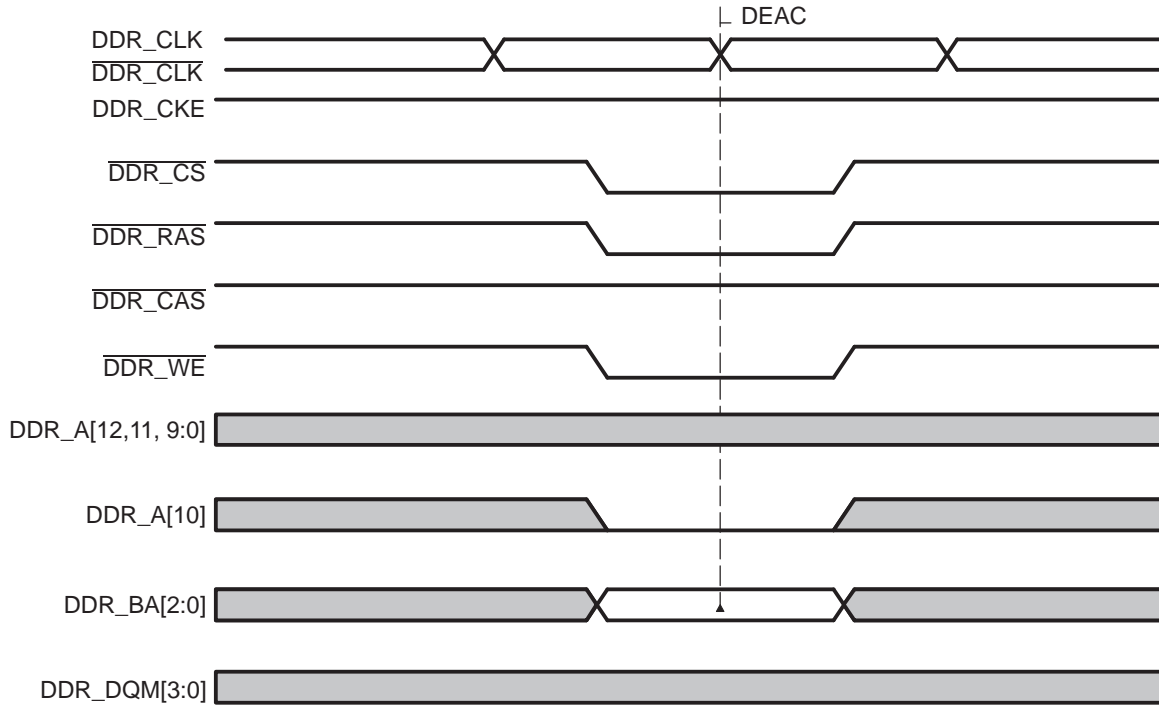 DEAC
DDR_CLK
DDR_CLK
DDR_CKE
DDR_CS
DDR_RAS
DDR_CAS
DDR_WE
DDR_A[12,11, 9:0]
DDR_A[10]
DDR_BA[2:0]
DDR_DQM[3:0]